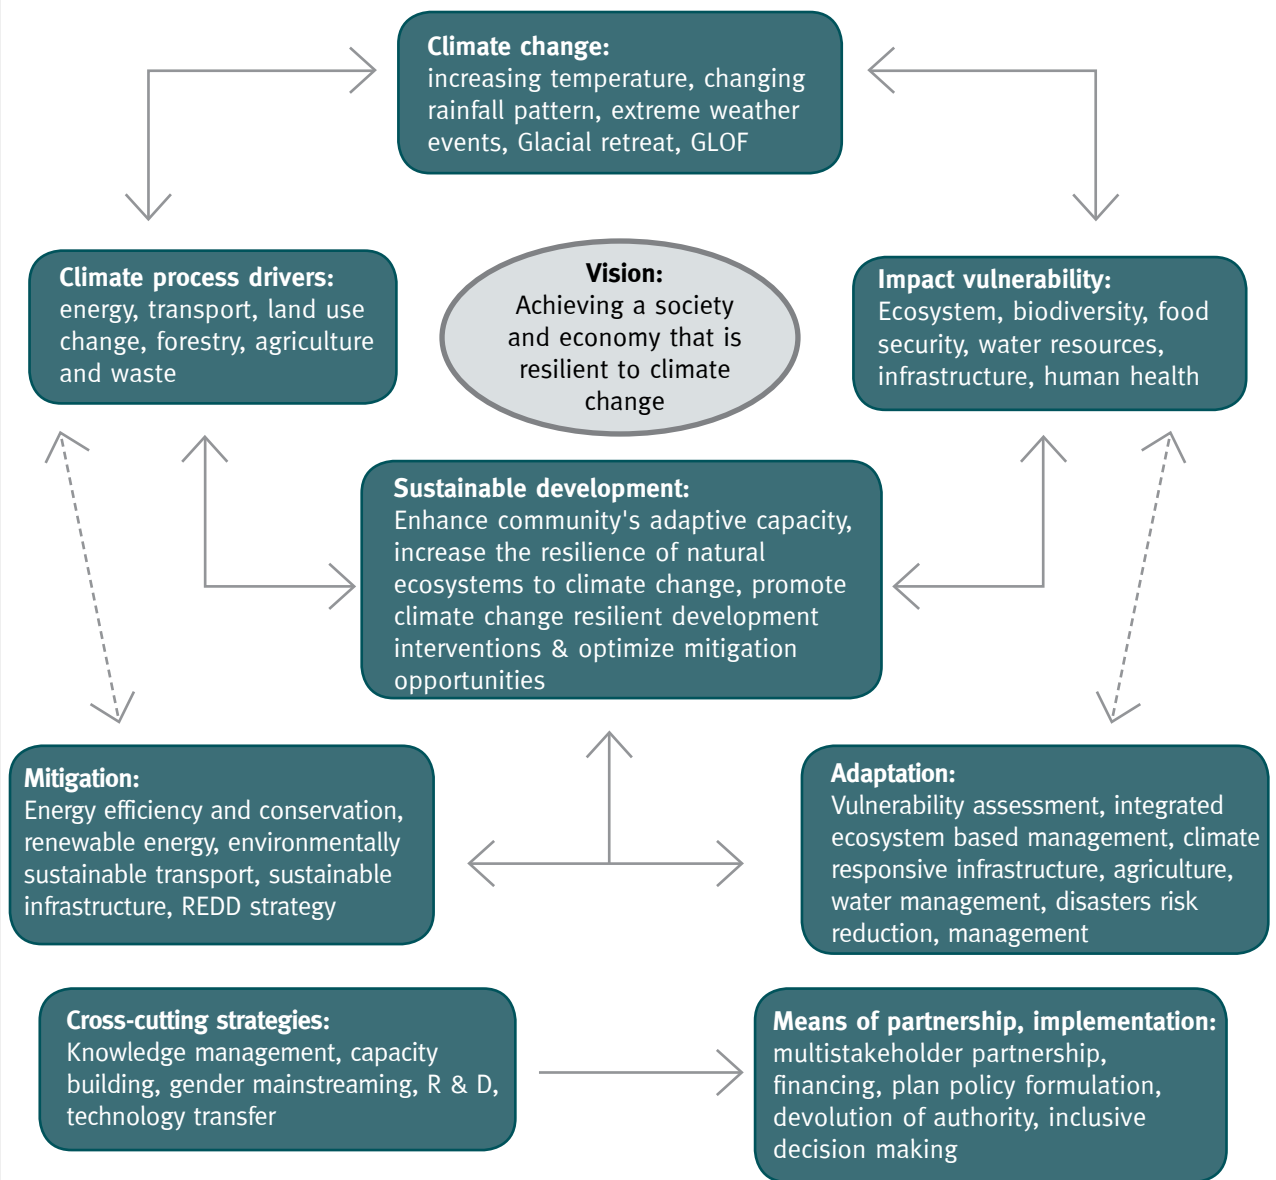 Climate change:
increasing temperature, changing
rainfall pattern, extreme weather
events, Glacial retreat, GLOF
Climate process drivers:
energy, transport, land use
change, forestry, agriculture
and waste
Vision:
Achieving a society
and economy that is
resilient to climate
change
Impact vulnerability:
Ecosystem, biodiversity, food
security, water resources,
infrastructure, human health
Sustainable development:
Enhance community's adaptive capacity,
increase the resilience of natural
ecosystems to climate change, promote
climate change resilient development
interventions & optimize mitigation
opportunities
Mitigation:
Energy efficiency and conservation,
renewable energy, environmentally
sustainable transport, sustainable
infrastructure, REDD strategy
Adaptation:
Vulnerability assessment, integrated
ecosystem based management, climate
responsive infrastructure, agriculture,
water management, disasters risk
reduction, management
Cross-cutting strategies:
Knowledge management, capacity
building, gender mainstreaming, R & D,
technology transfer
Means of partnership, implementation:
multistakeholder partnership,
financing, plan policy formulation,
devolution of authority, inclusive
decision making